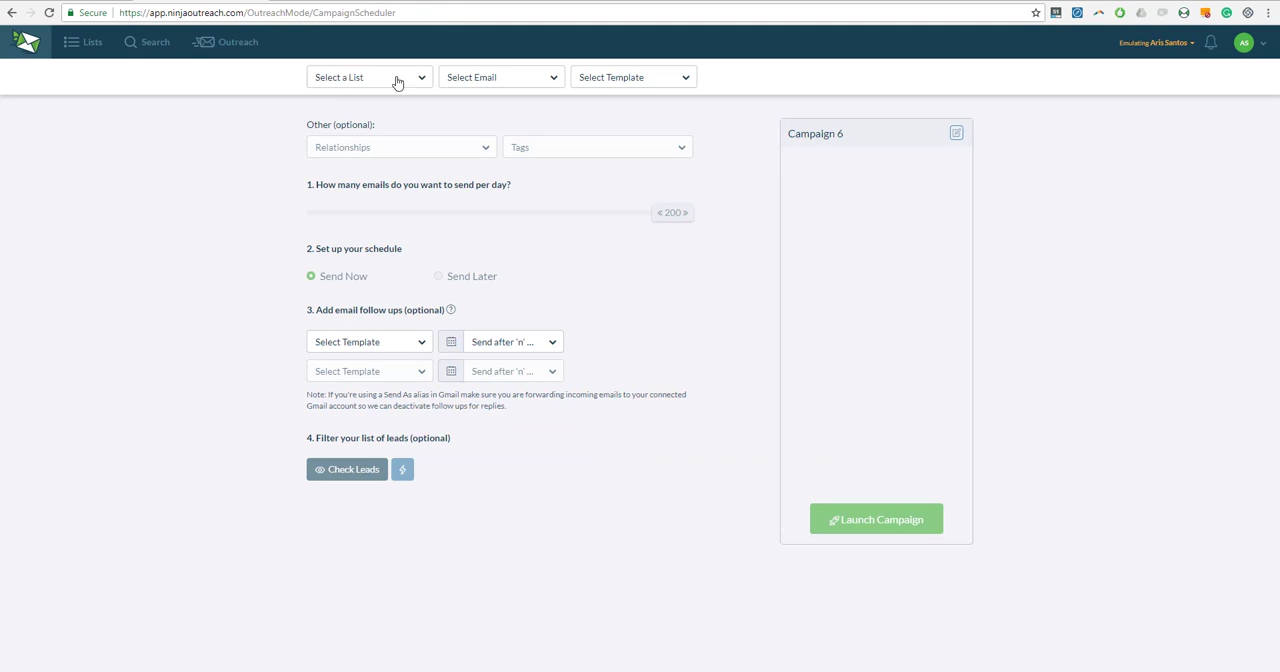 Secure https://app.ninjaoutreach.com/OutreachMode/CampaignScheduler
Lists Search Outreach Emulating Aris Santos AS
Select a List Select Email Select Template
Other (optional):
Relationships Tags
Campaign 6
1. How many emails do you want to send per day?
« 200 »
2. Set up your schedule
Send Now Send Later
3. Add email follow ups (optional) ?
Select Template Send after 'n' ...
Select Template Send after 'n' ...
Note: If you're using a Send As alias in Gmail make sure you are forwarding incoming emails to your connected
Gmail account so we can deactivate follow ups for replies.
4. Filter your list of leads (optional)
Check Leads
Launch Campaign